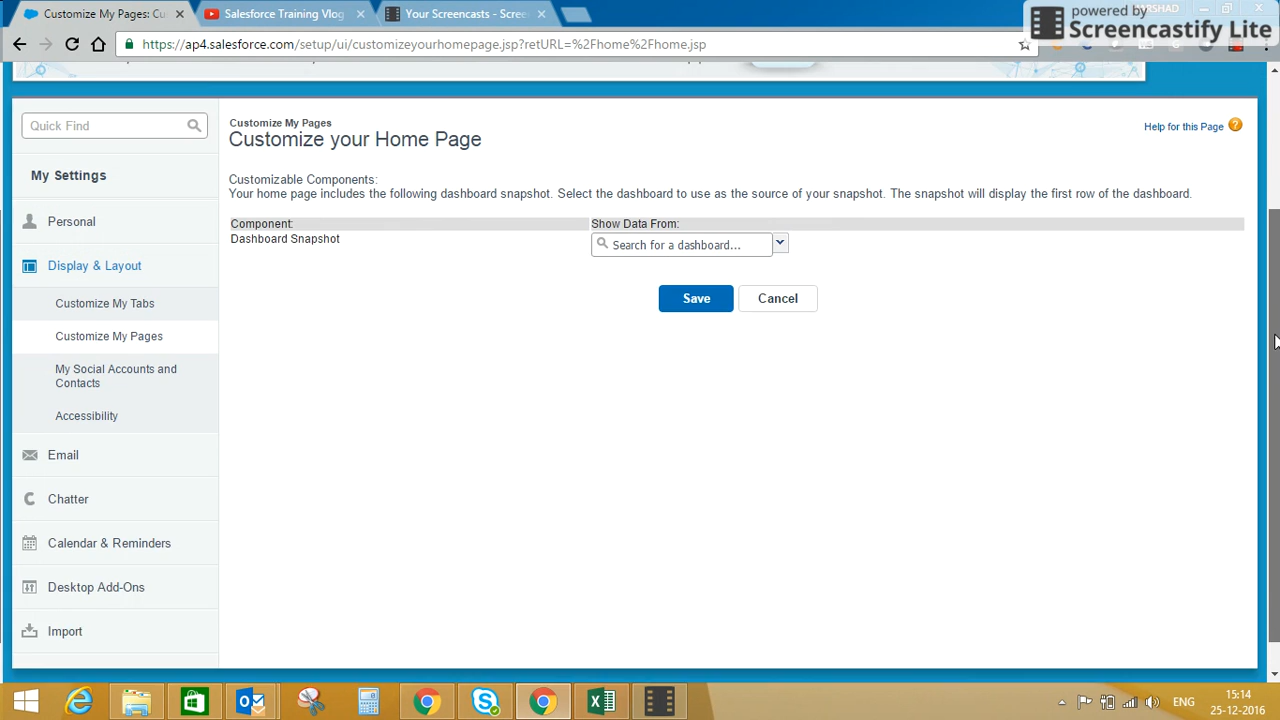 Customize My Pages: Cu
Salesforce Training Vlog
Your Screencasts - Scree
powered by
Screencastify Lite
https://ap4.salesforce.com/setup/ui/customizeyourhomepage.jsp?retURL=%2Fhome%2Fhome.jsp
Quick Find
My Settings
Personal
Display & Layout
Customize My Tabs
Customize My Pages
My Social Accounts and
Contacts
Accessibility
Email
Chatter
Calendar & Reminders
Desktop Add-Ons
Import
Customize My Pages
Customize your Home Page
Help for this Page ?
Customizable Components:
Your home page includes the following dashboard snapshot. Select the dashboard to use as the source of your snapshot. The snapshot will display the first row of the dashboard.
Component: Show Data From:
Dashboard Snapshot Search for a dashboard...
Save Cancel
ENG
15:14
25-12-2016